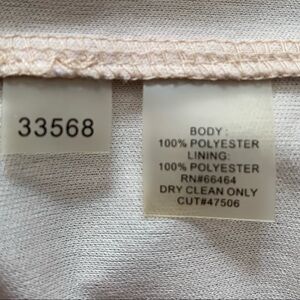 33568
BODY :
100% POLYESTER
LINING:
100% POLYESTER
RN#66464
DRY CLEAN ONLY
CUT#47506